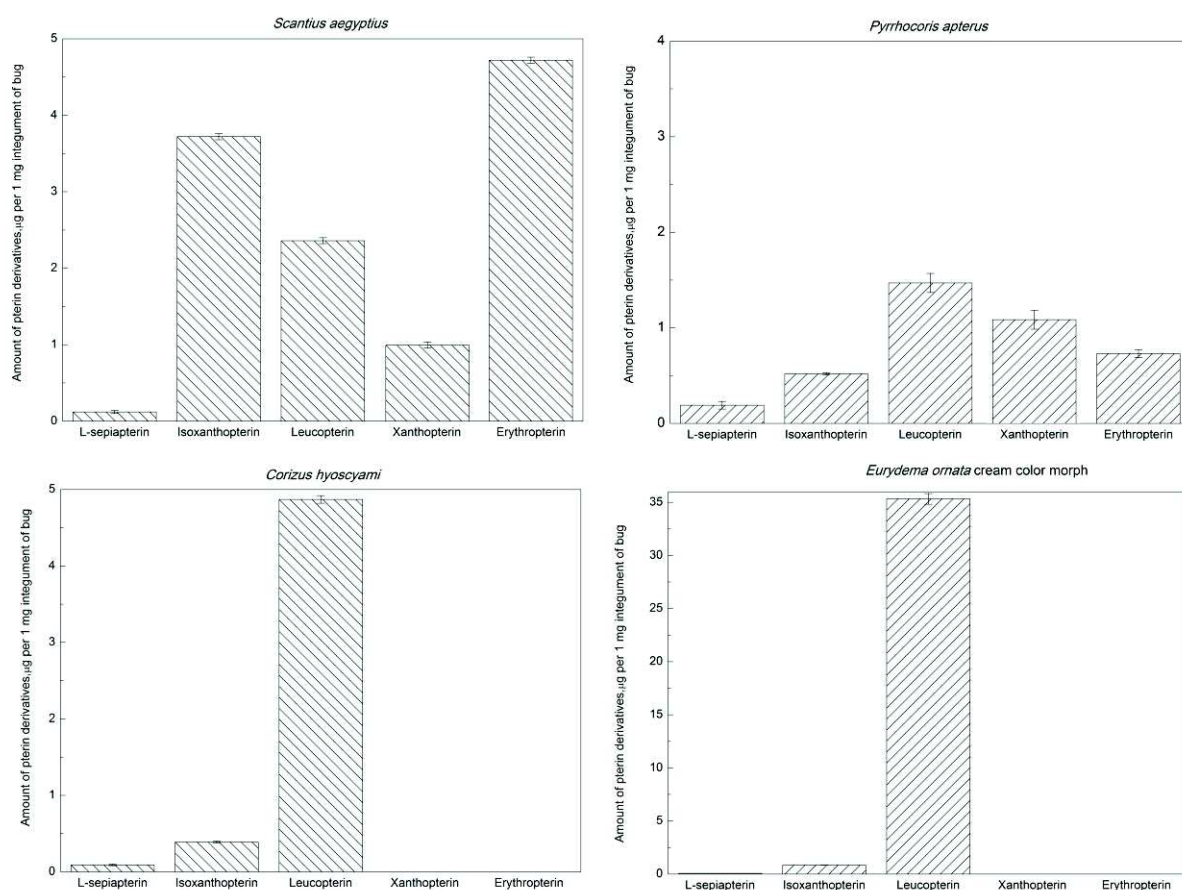 Scantius aegyptius
Amount of pterin derivatives,µg per 1 mg integument of bug
5
4
3
2
1
0
L-sepiapterin Isoxanthopterin Leucopterin Xanthopterin Erythropterin
Pyrrhocoris apterus
Amount of pterin derivatives,µg per 1 mg integument of bug
4
3
2
1
0
L-sepiapterin Isoxanthopterin Leucopterin Xanthopterin Erythropterin
Corizus hyoscyami
Amount of pterin derivatives,µg per 1 mg integument of bug
5
4
3
2
1
0
L-sepiapterin Isoxanthopterin Leucopterin Xanthopterin Erythropterin
Eurydema ornata cream color morph
Amount of pterin derivatives,µg per 1 mg integument of bug
35
30
25
20
15
10
5
0
L-sepiapterin Isoxanthopterin Leucopterin Xanthopterin Erythropterin